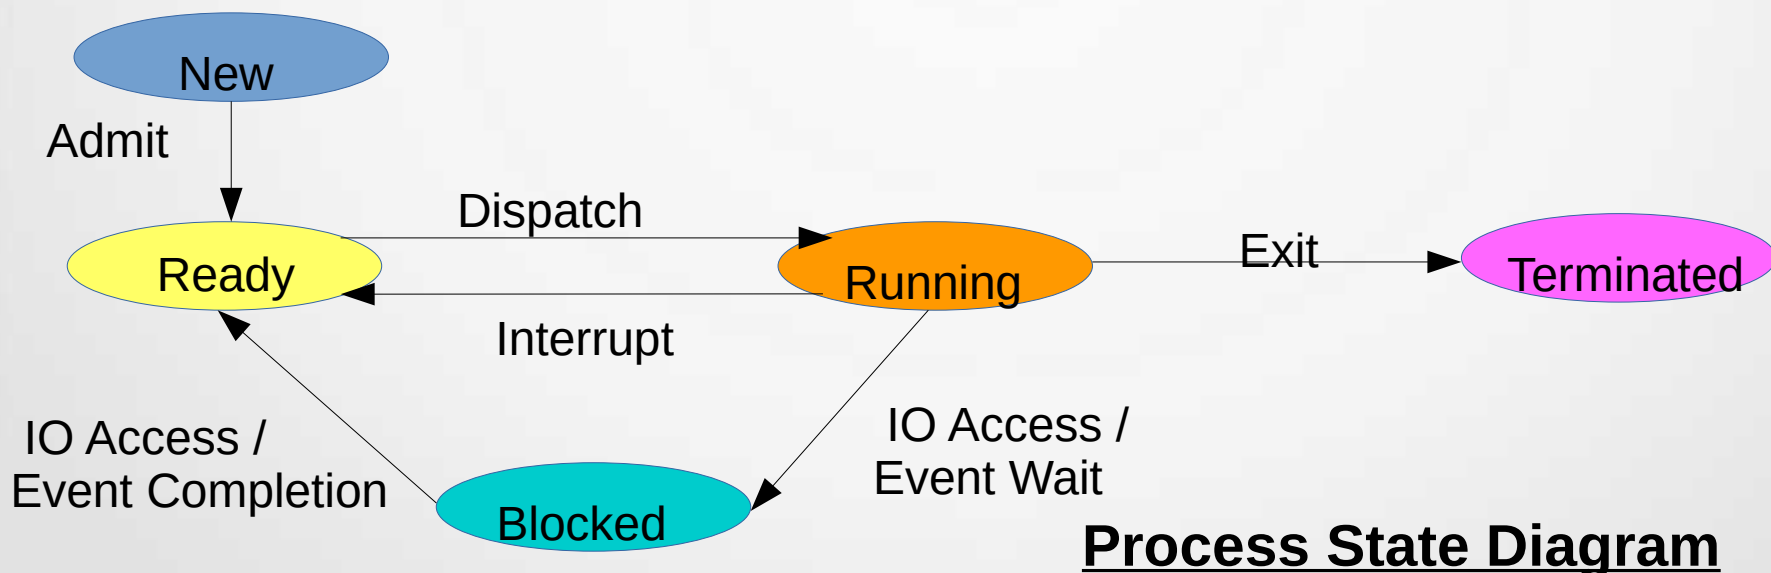 New
Admit
Dispatch
Ready
Running
Exit
Terminated
Interrupt
IO Access /
Event Completion
IO Access /
Event Wait
Blocked
Process State Diagram